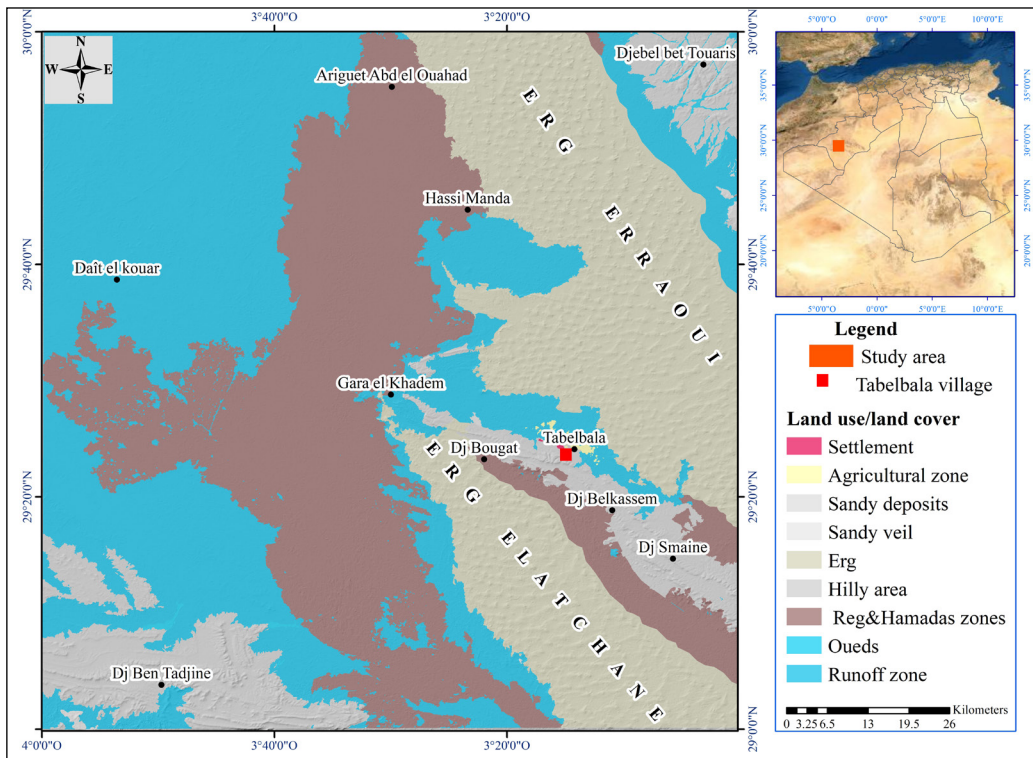 3°40'0"O
3°20'0"O
30°0'0"N
30°0'0"N
N
W
E
S
Ariguet Abd el Ouahad
Djebel bet Touaris
ERG ERRAOUI
Hassi Manda
29°40'0"N
29°40'0"N
Daît el kouar
Gara el Khadem
Tabelbala
Dj Bougat
29°20'0"N
29°20'0"N
Dj Belkassem
Dj Smaine
ERG ELATCHANE
Dj Ben Tadjine
29°0'0"N
4°0'0"O
3°40'0"O
3°20'0"O
5°0'0"O
0°0'0"
5°0'0"E
10°0'0"E
35°0'0"N
35°0'0"N
30°0'0"N
30°0'0"N
25°0'0"N
25°0'0"N
20°0'0"N
20°0'0"N
5°0'0"O
0°0'0"
5°0'0"E
10°0'0"E
Legend
Study area
Tabelbala village
Land use/land cover
Settlement
Agricultural zone
Sandy deposits
Sandy veil
Erg
Hilly area
Reg&Hamadas zones
Oueds
Runoff zone
Kilometers
0 3.25 6.5 13 19.5 26